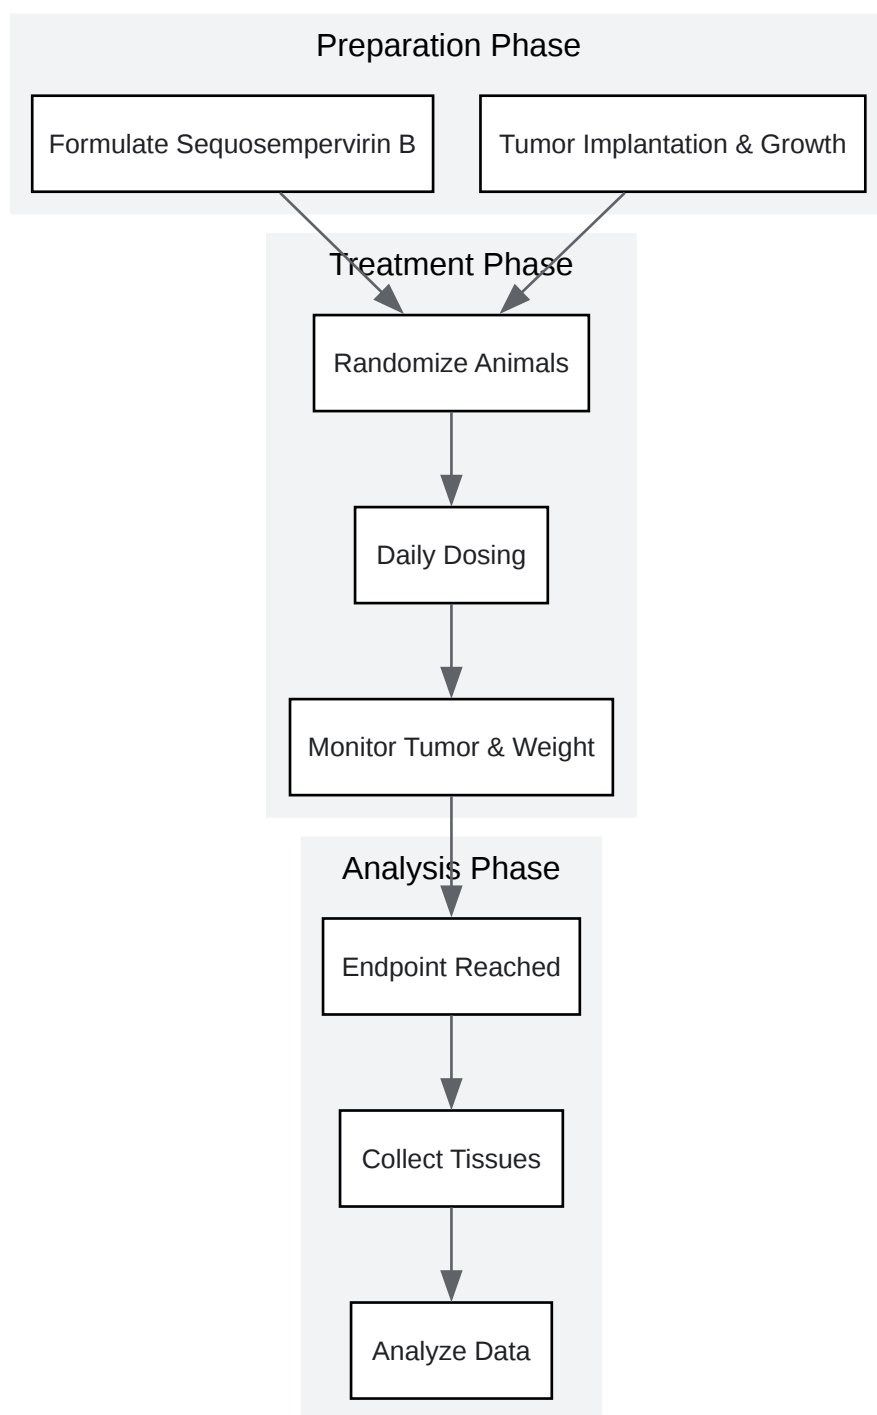 Preparation Phase
Formulate Sequosempervirin B
Tumor Implantation & Growth
Treatment Phase
Randomize Animals
Daily Dosing
Monitor Tumor & Weight
Analysis Phase
Endpoint Reached
Collect Tissues
Analyze Data